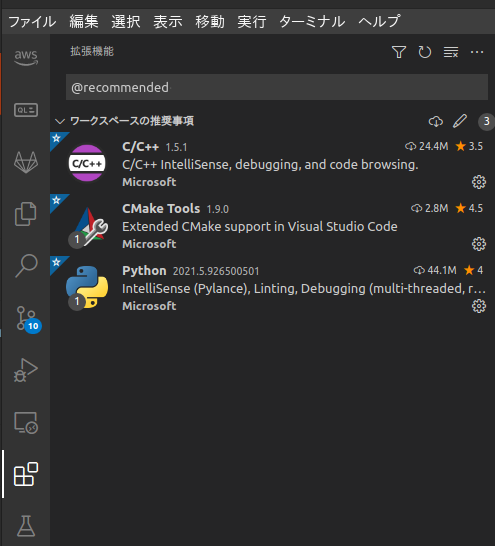 ファイル 編集 選択 表示 移動 実行 ターミナル ヘルプ
aws
拡張機能
@recommended
QLE
ワークスペースの推奨事項
3
C/C++ 1.5.1 24.4M 3.5
C/C++
C/C++ IntelliSense, debugging, and code browsing.
Microsoft
CMake Tools 1.9.0 2.8M 4.5
Extended CMake support in Visual Studio Code
1
Microsoft
Python 2021.5.926500501 44.1M 4
IntelliSense (Pylance), Linting, Debugging (multi-threaded, r...
1
Microsoft
10